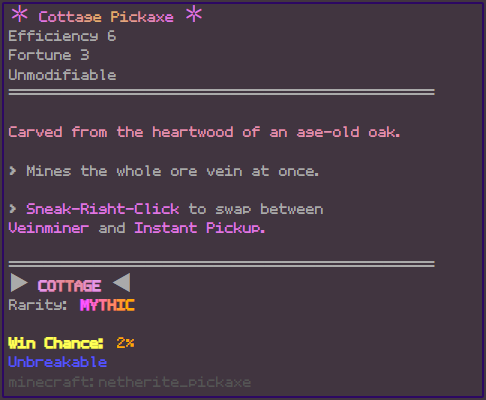 * Cottage Pickaxe *
Efficiency 6
Fortune 3
Unmodifiable
Carved from the heartwood of an age-old oak.
> Mines the whole ore vein at once.
> Sneak-Right-Click to swap between
Veinminer and Instant Pickup.
▶ COTTAGE ◀
Rarity: MYTHIC
Win Chance: 2%
Unbreakable
minecraft:netherite_pickaxe